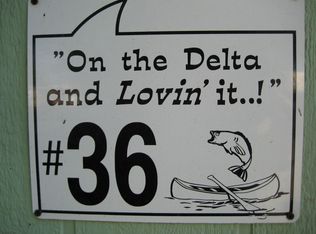 "On the Delta
and Lovin' it..!"
#36